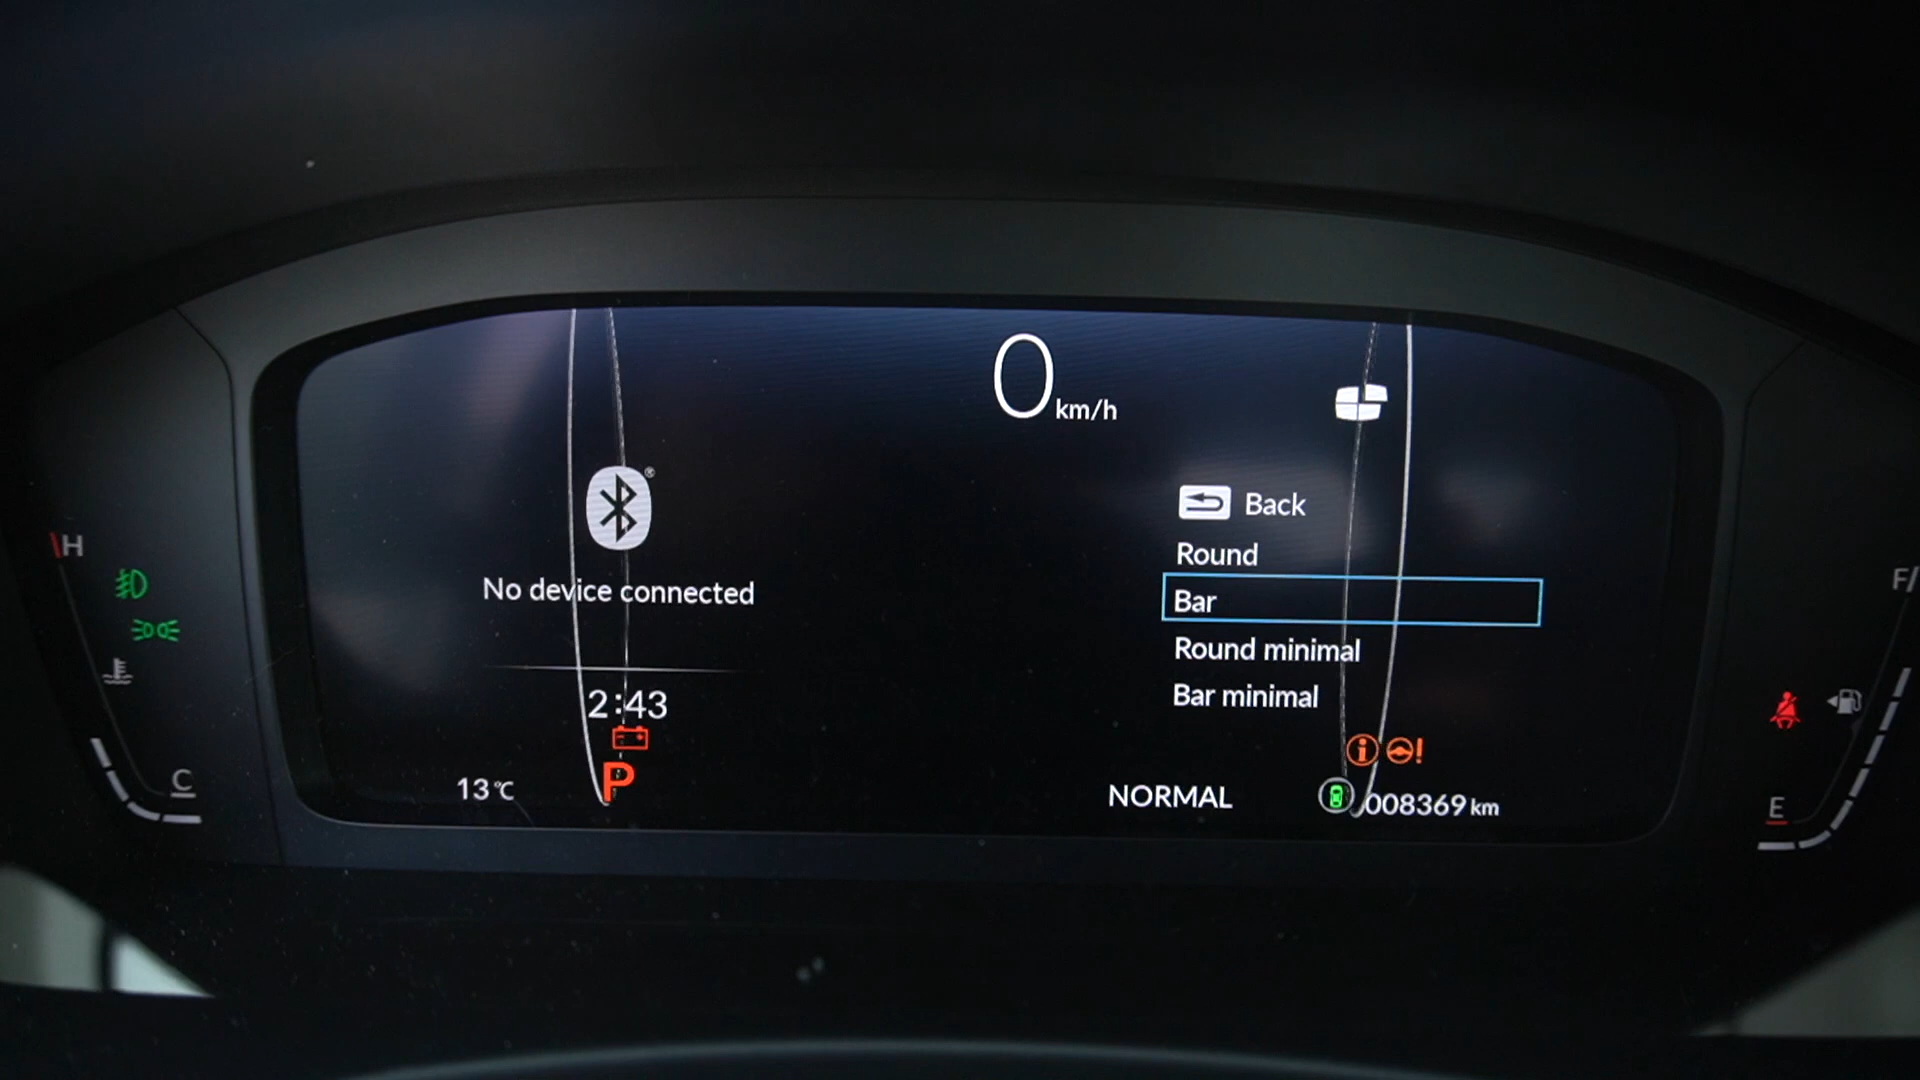 0 km/h
®
No device connected
2:43
P
13°C
Back
Round
Bar
Round minimal
Bar minimal
NORMAL
008369 km
H
C
F/
E